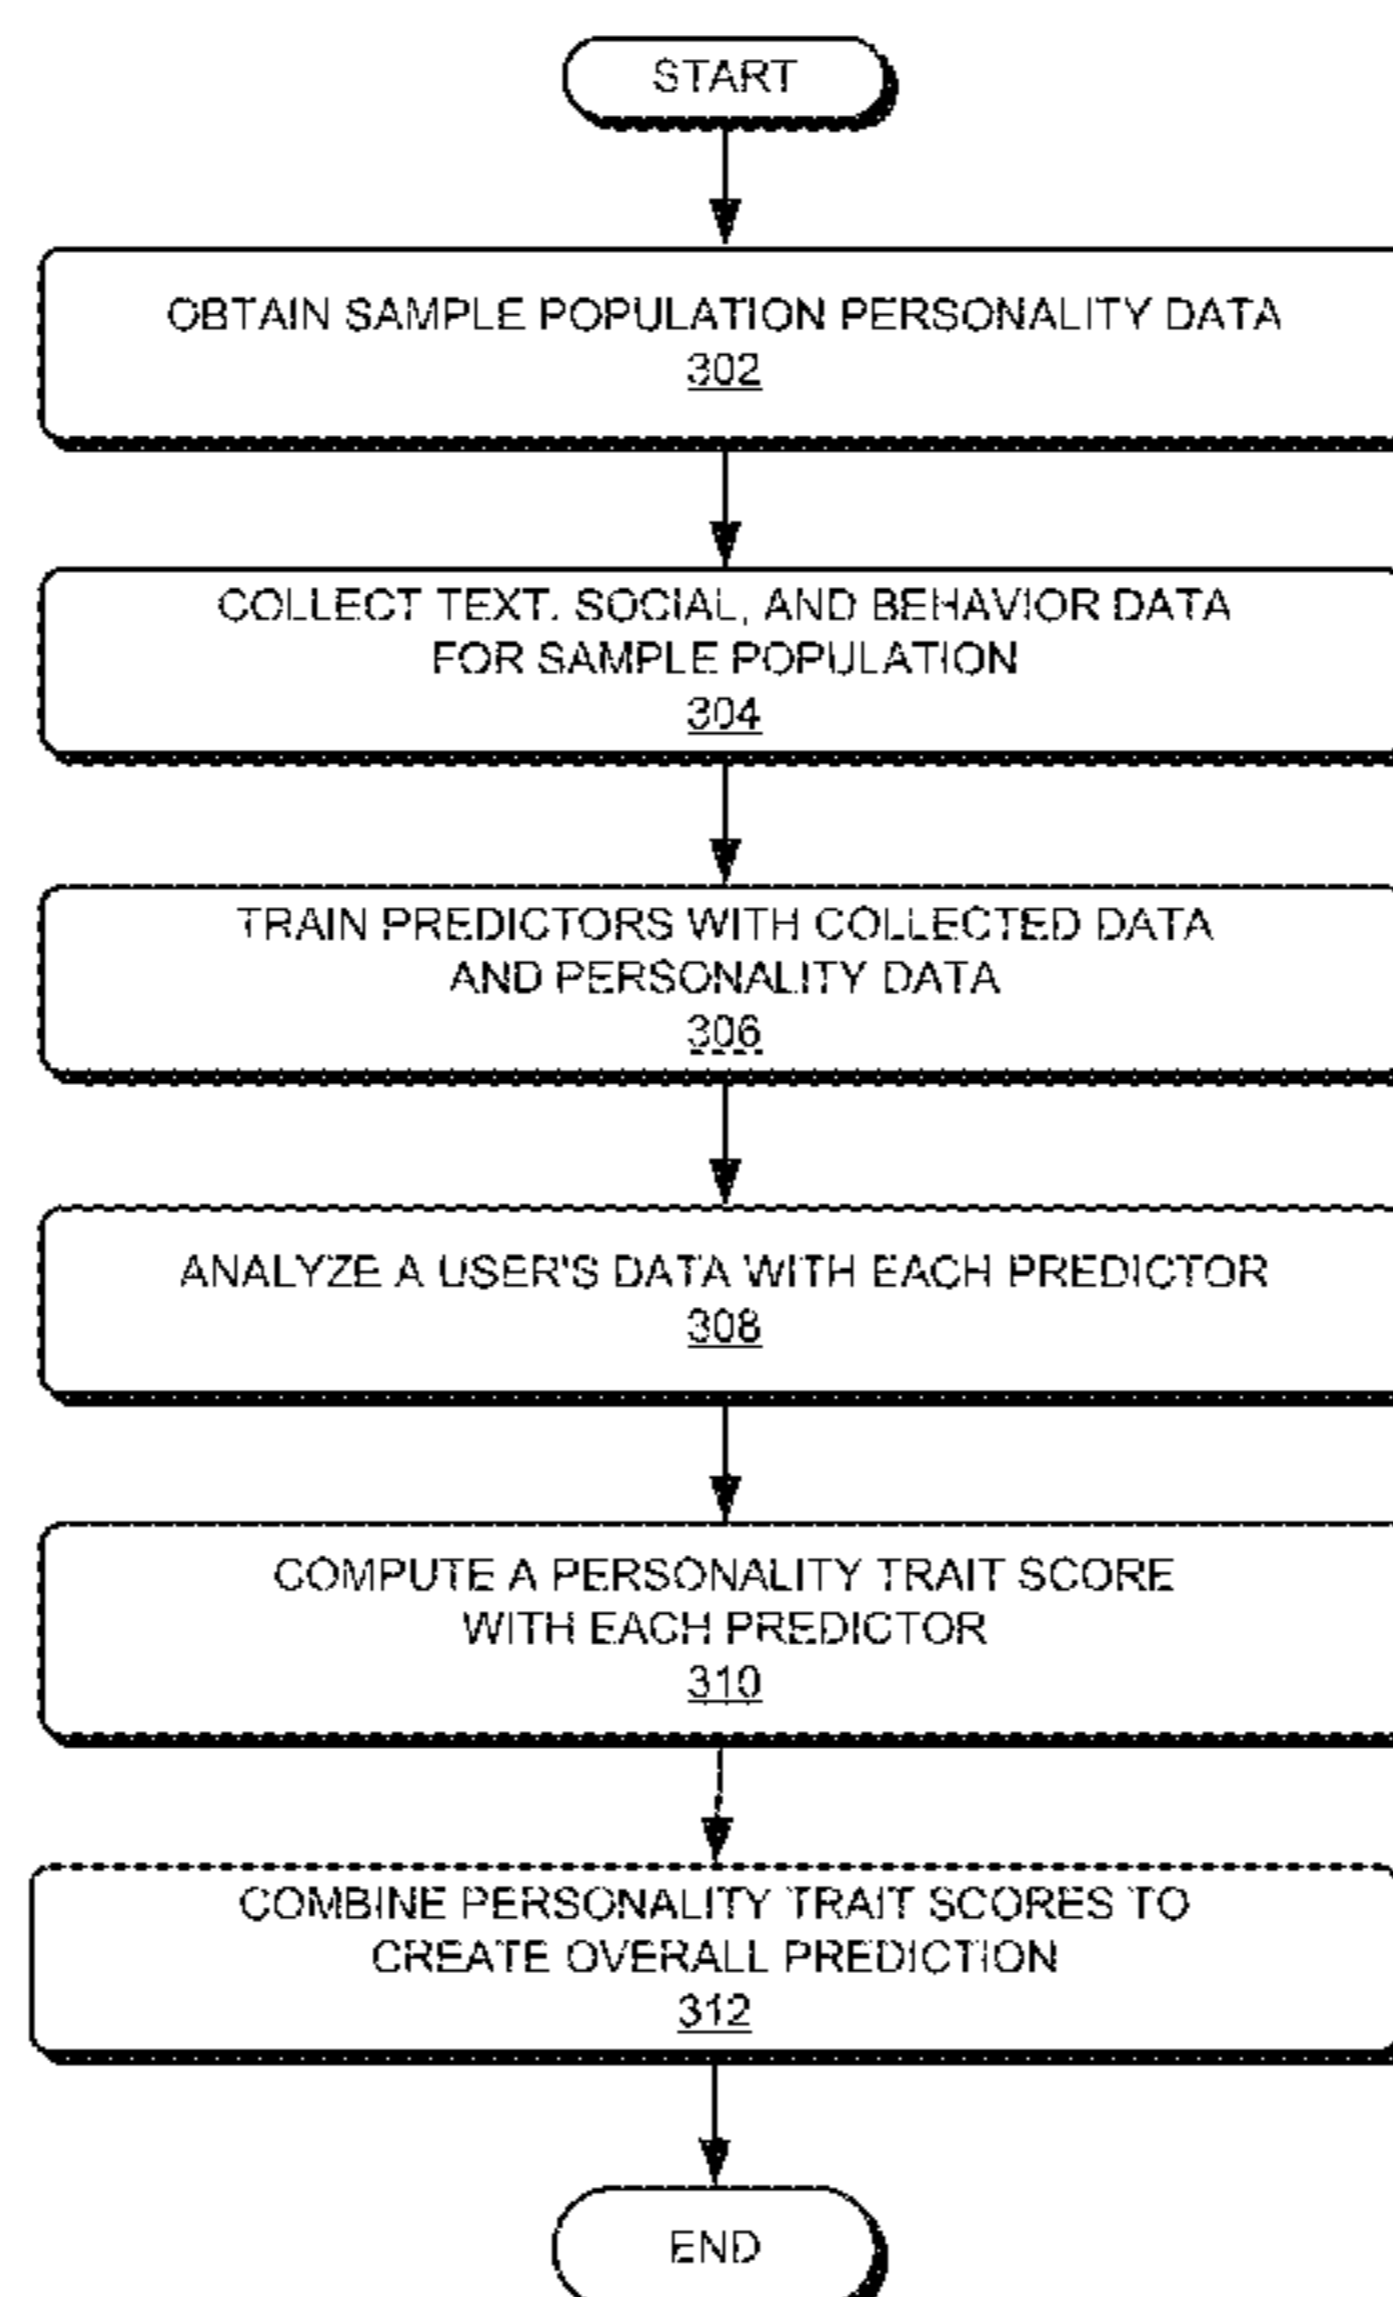 START
OBTAIN SAMPLE POPULATION PERSONALITY DATA
302
COLLECT TEXT, SOCIAL, AND BEHAVIOR DATA
FOR SAMPLE POPULATION
304
TRAIN PREDICTORS WITH COLLECTED DATA
AND PERSONALITY DATA
306
ANALYZE A USER'S DATA WITH EACH PREDICTOR
308
COMPUTE A PERSONALITY TRAIT SCORE
WITH EACH PREDICTOR
310
COMBINE PERSONALITY TRAIT SCORES TO
CREATE OVERALL PREDICTION
312
END